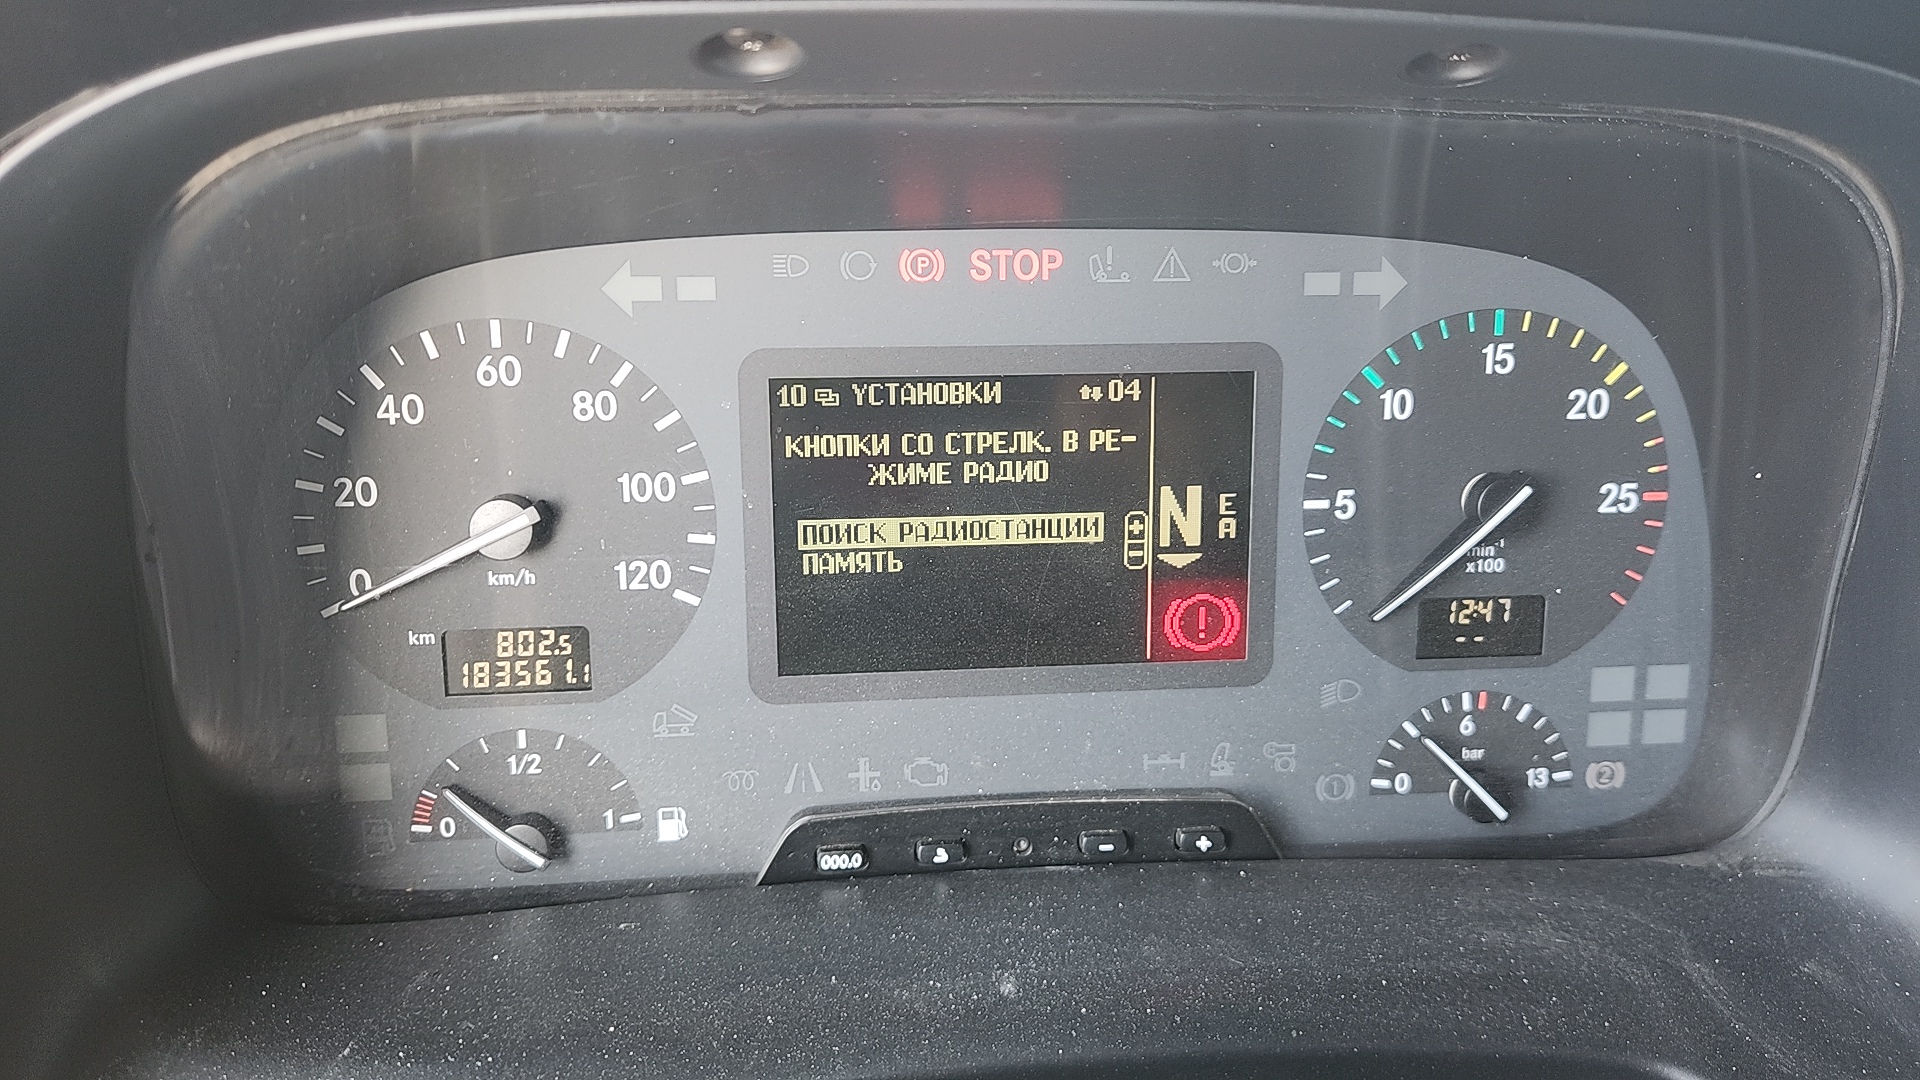 P STOP
0 20 40 60 80 100 120
km/h
km
802.5
183561.1
10 УСТАНОВКИ 04
КНОПКИ СО СТРЕЛК. В РЕ-
ЖИМЕ РАДИО
ПОИСК РАДИОСТАНЦИИ
ПАМЯТЬ
+
-
N
E
A
!
5 10 15 20 25
min-1
x100
12:47
--
0 1/2 1
0 6 13
bar
1
2
000.0 - +